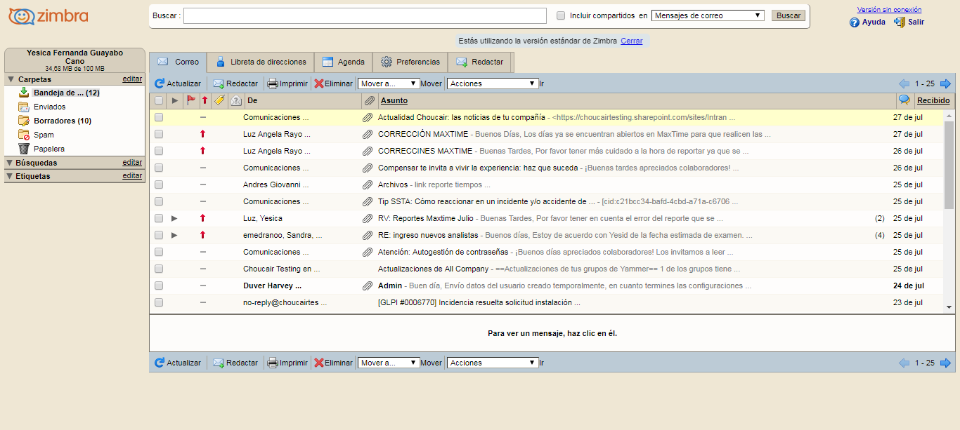 zimbra
Buscar :
Incluir compartidos en Mensajes de correo Buscar
Versión sin conexión
Ayuda Salir
Estás utilizando la versión estándar de Zimbra Cerrar
Yesica Fernanda Guayabo
Cano
34.63 MB de 100 MB
Carpetas editar
Bandeja de ... (12)
Enviados
Borradores (10)
Spam
Papelera
Búsquedas editar
Etiquetas editar
Correo Libreta de direcciones Agenda Preferencias Redactar
Actualizar Redactar Imprimir Eliminar Mover a... Mover Acciones Ir 1 - 25
De Asunto Recibido
Comunicaciones ... Actualidad Choucair: las noticias de tu compañía - <https://choucairtesting.sharepoint.com/sites/Intran ... 27 de jul
Luz Angela Rayo ... CORRECCIÓN MAXTIME - Buenos Días, Los días ya se encuentran abiertos en MaxTime para que realicen las ... 27 de jul
Luz Angela Rayo ... CORRECCINES MAXTIME - Buenas Tardes, Por favor tener más cuidado a la hora de reportar ya que se ... 26 de jul
Comunicaciones ... Compensar te invita a vivir la experiencia: haz que suceda - ¡Buenas tardes apreciados colaboradores! ... 26 de jul
Andres Giovanni ... Archivos - link reporte tiempos ... 25 de jul
Comunicaciones ... Tip SSTA: Cómo reaccionar en un incidente y/o accidente de ... - [cid:c21bcc34-bafd-4cbd-a71a-c6706 ... 25 de jul
Luz, Yesica RV: Reportes Maxtime Julio - Buenas Tardes, Por favor tener en cuenta el error del reporte que se ... (2) 25 de jul
emedranoo, Sandra, ... RE: ingreso nuevos analistas - Buenos días, Estoy de acuerdo con Yesid de la fecha estimada de examen. ... (4) 25 de jul
Comunicaciones ... Atención: Autogestión de contraseñas - ¡Buenos días apreciados colaboradores! Los invitamos a leer ... 25 de jul
Choucair Testing en ... Actualizaciones de All Company - ==Actualizaciones de tus grupos de Yammer== 1 de los grupos tiene ... 25 de jul
Duver Harvey ... Admin - Buen día, Envío datos del usuario creado temporalmente, en cuanto termines las configuraciones ... 24 de jul
no-reply@choucairtes ... [GLPI #0006770] Incidencia resuelta solicitud instalación ... 23 de jul
Para ver un mensaje, haz clic en él.
Actualizar Redactar Imprimir Eliminar Mover a... Mover Acciones Ir 1 - 25